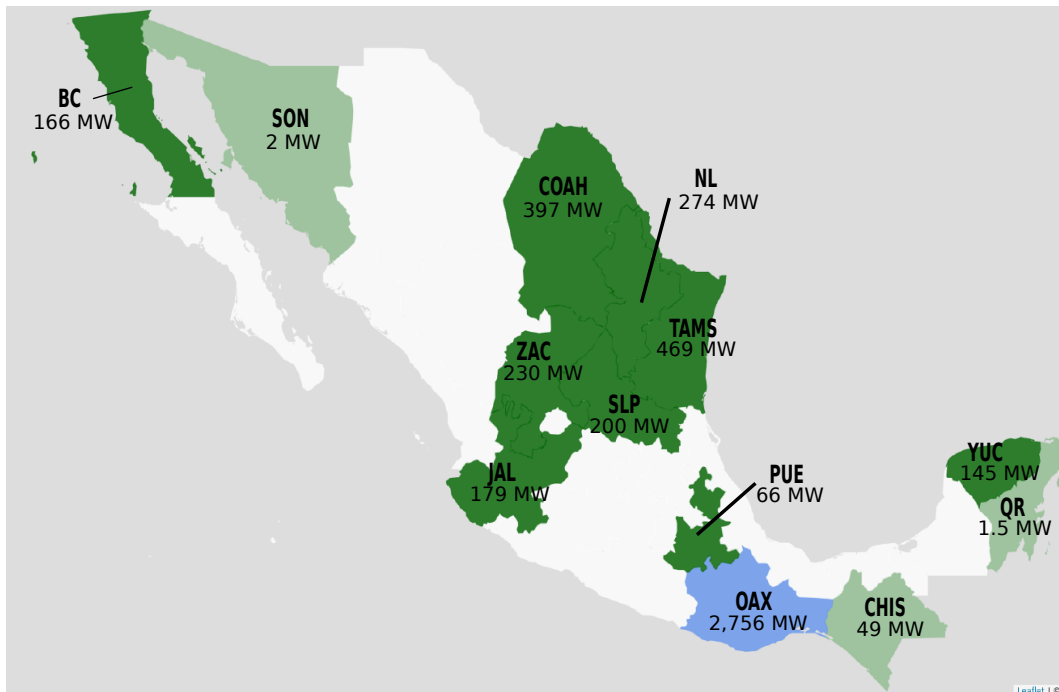 BC
166 MW
SON
2 MW
COAH
397 MW
NL
274 MW
TAMS
469 MW
ZAC
230 MW
SLP
200 MW
JAL
179 MW
PUE
66 MW
YUC
145 MW
QR
1.5 MW
OAX
2,756 MW
CHIS
49 MW
Leaflet | ©